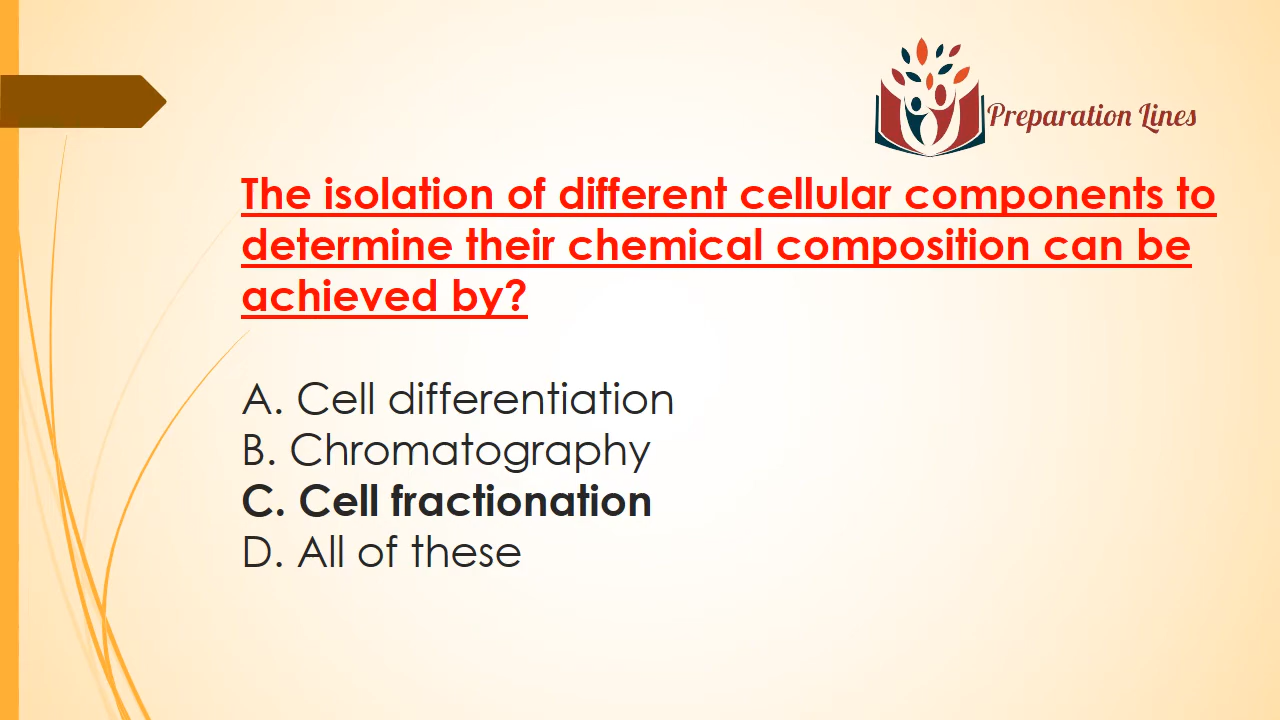 Preparation Lines
The isolation of different cellular components to
determine their chemical composition can be
achieved by?
A. Cell differentiation
B. Chromatography
C. Cell fractionation
D. All of these